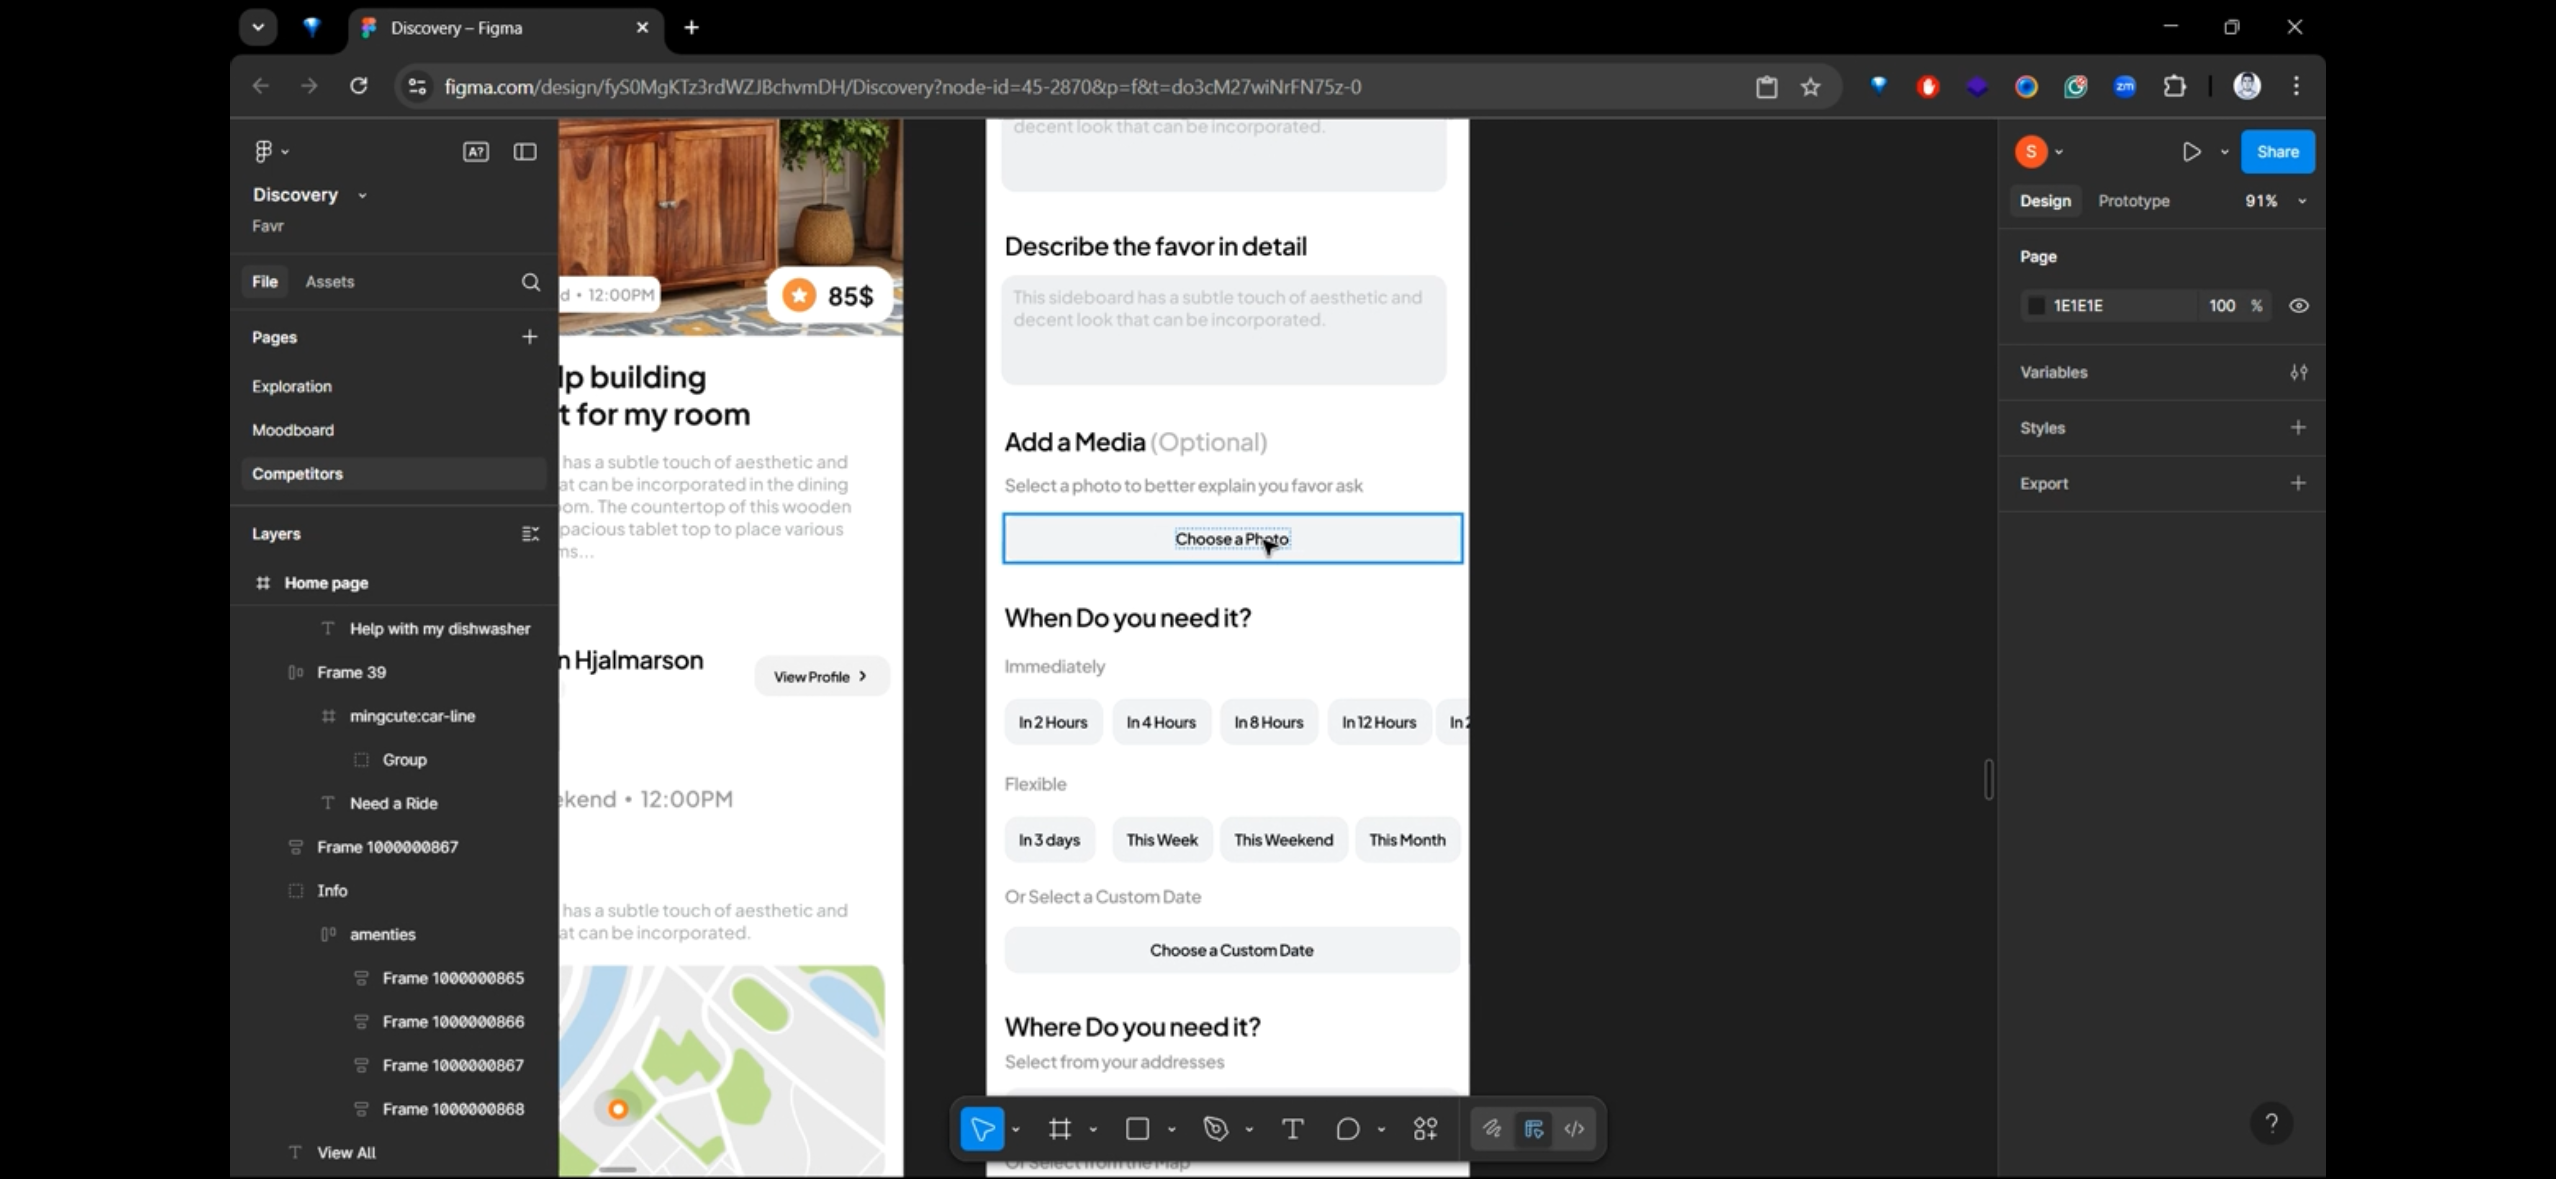 Discovery – Figma
figma.com/design/fyS0MgKTz3rdWZJBchvmDH/Discovery?node-id=45-2870&p=f&t=do3cM27wiNrFN75z-0
zm
A?
Discovery
Favr
File
Assets
Pages
Exploration
Moodboard
Competitors
Layers
Home page
Help with my dishwasher
Frame 39
mingcute:car-line
Group
Need a Ride
Frame 1000000867
Info
amenties
Frame 1000000865
Frame 1000000866
Frame 1000000867
Frame 1000000868
View All
d • 12:00PM
85$
lp building
t for my room
has a subtle touch of aesthetic and
at can be incorporated in the dining
om. The countertop of this wooden
pacious tablet top to place various
ms...
n Hjalmarson
View Profile
ekend • 12:00PM
has a subtle touch of aesthetic and
at can be incorporated.
decent look that can be incorporated.
Describe the favor in detail
This sideboard has a subtle touch of aesthetic and
decent look that can be incorporated.
Add a Media (Optional)
Select a photo to better explain you favor ask
Choose a Photo
When Do you need it?
Immediately
In 2 Hours
In 4 Hours
In 8 Hours
In 12 Hours
In 2
Flexible
In 3 days
This Week
This Weekend
This Month
Or Select a Custom Date
Choose a Custom Date
Where Do you need it?
Select from your addresses
Or Select from the Map
S
Share
Design
Prototype
91%
Page
1E1E1E
100
%
Variables
Styles
Export
?